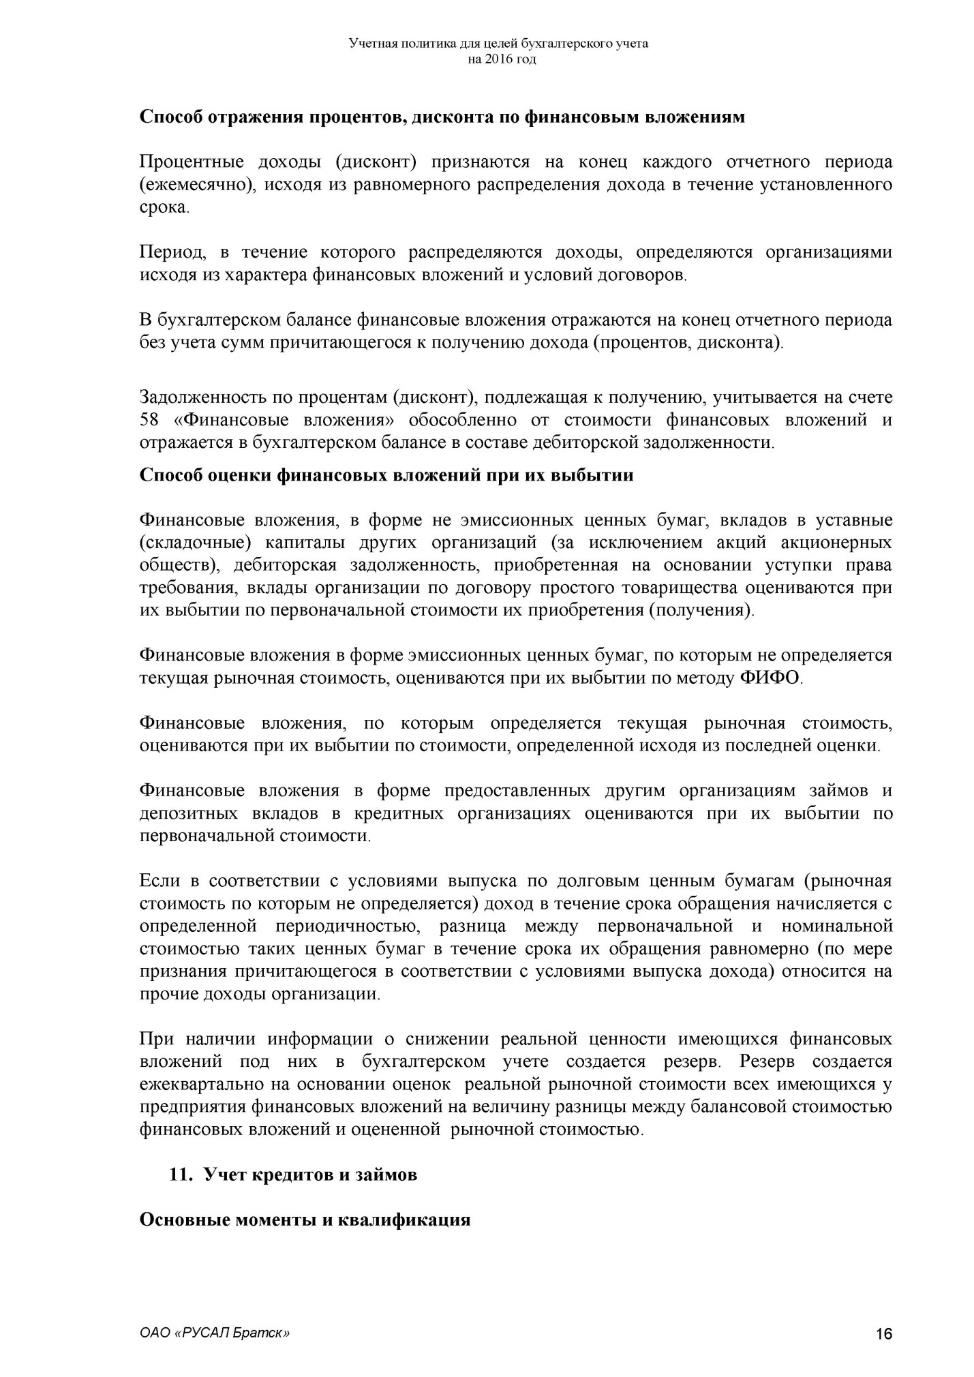 Учетная политика для целей бухгалтерского учета
на 2016 год
Способ отражения процентов, дисконта по финансовым вложениям
Процентные доходы (дисконт) признаются на конец каждого отчетного периода
(ежемесячно), исходя из равномерного распределения дохода в течение установленного
срока.
Период, в течение которого распределяются доходы, определяются организациями
исходя из характера финансовых вложений и условий договоров.
В бухгалтерском балансе финансовые вложения отражаются на конец отчетного периода
без учета сумм причитающегося к получению дохода (процентов, дисконта).
Задолженность по процентам (дисконт), подлежащая к получению, учитывается на счете
58 «Финансовые вложения» обособленно от стоимости финансовых вложений и
отражается в бухгалтерском балансе в составе дебиторской задолженности.
Способ оценки финансовых вложений при их выбытии
Финансовые вложения, в форме не эмиссионных ценных бумаг, вкладов в уставные
(складочные) капиталы других организаций (за исключением акций акционерных
обществ), дебиторская задолженность, приобретенная на основании уступки права
требования, вклады организации по договору простого товарищества оцениваются при
их выбытии по первоначальной стоимости их приобретения (получения).
Финансовые вложения в форме эмиссионных ценных бумаг, по которым не определяется
текущая рыночная стоимость, оцениваются при их выбытии по методу ФИФО.
Финансовые вложения, по которым определяется текущая рыночная стоимость,
оцениваются при их выбытии по стоимости, определенной исходя из последней оценки.
Финансовые вложения в форме предоставленных другим организациям займов и
депозитных вкладов в кредитных организациях оцениваются при их выбытии по
первоначальной стоимости.
Если в соответствии с условиями выпуска по долговым ценным бумагам (рыночная
стоимость по которым не определяется) доход в течение срока обращения начисляется с
определенной периодичностью, разница между первоначальной и номинальной
стоимостью таких ценных бумаг в течение срока их обращения равномерно (по мере
признания причитающегося в соответствии с условиями выпуска дохода) относится на
прочие доходы организации.
При наличии информации о снижении реальной ценности имеющихся финансовых
вложений под них в бухгалтерском учете создается резерв. Резерв создается
ежеквартально на основании оценок реальной рыночной стоимости всех имеющихся у
предприятия финансовых вложений на величину разницы между балансовой стоимостью
финансовых вложений и оцененной рыночной стоимостью.
11. Учет кредитов и займов
Основные моменты и квалификация
ОАО «РУСАЛ Братск»
16